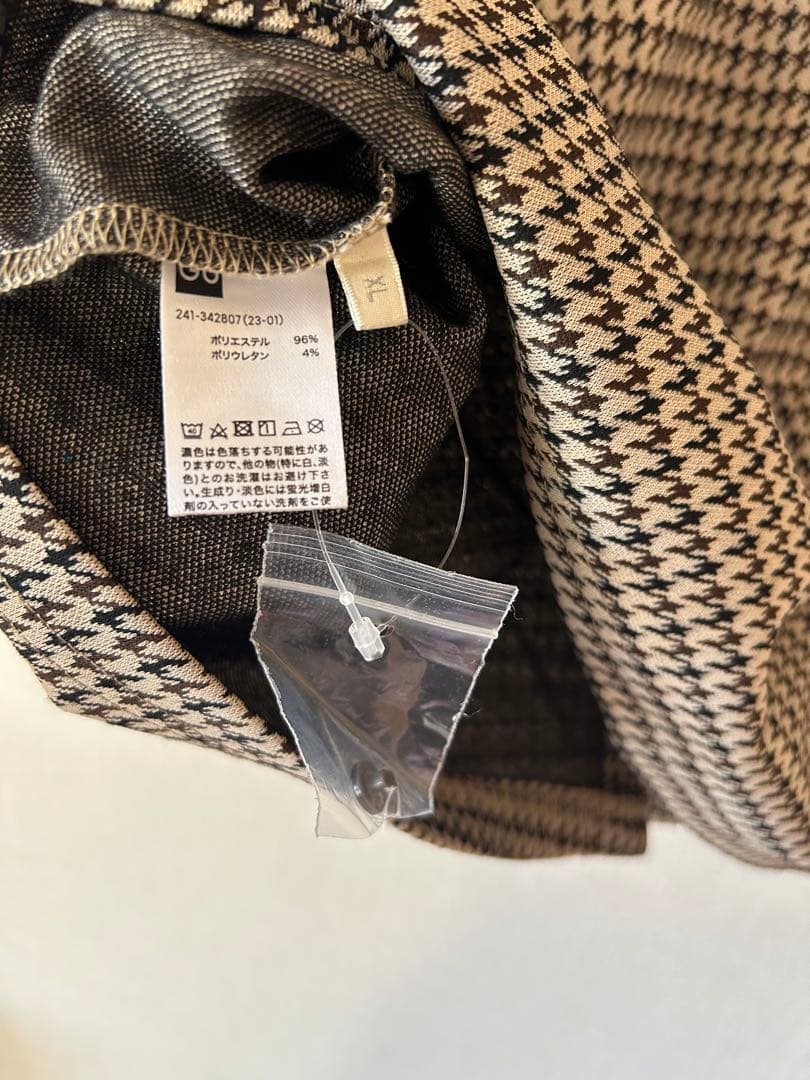 241-342807(23-01)
ポリエステル 96%
ポリウレタン 4%
濃色は色落ちする可能性があ
りますので、他の物(特に白、淡
色)とのお洗濯はお避け下さ
い。生成り・淡色には蛍光増白
剤の入っていない洗剤をご使
XL